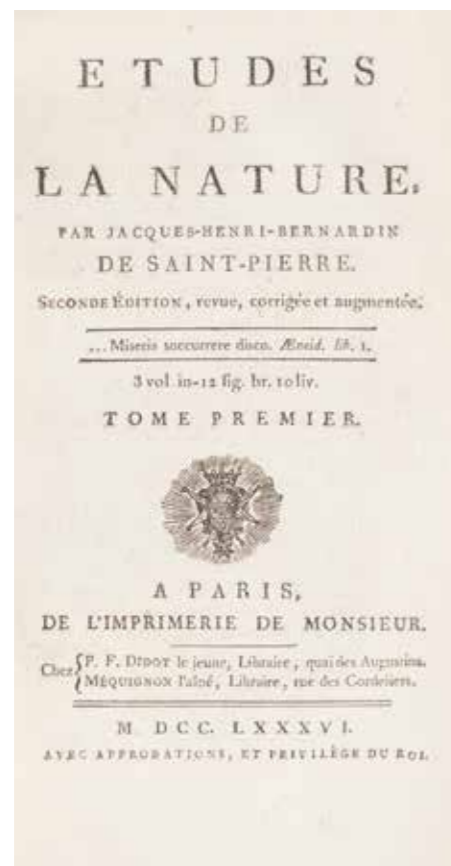 ETUDES
DE
LA NATURE.
PAR JACQUES-HENRI-BERNARDIN
DE SAINT-PIERRE.
SECONDE ÉDITION, revue, corrigée et augmentée.
... Miseris succurrere disco. Æneid. lib. 1.
3 vol. in-12 fig. br. 10 liv.
TOME PREMIER.
A PARIS,
DE L'IMPRIMERIE DE MONSIEUR.
Chez { P. F. DIDOT le jeune, Libraire, quai des Augustins.
MÉQUIGNON l'aîné, Libraire, rue des Cordeliers.
M. DCC. LXXXVI.
AVEC APPROBATIONS, ET PRIVILÈGE DU ROI.